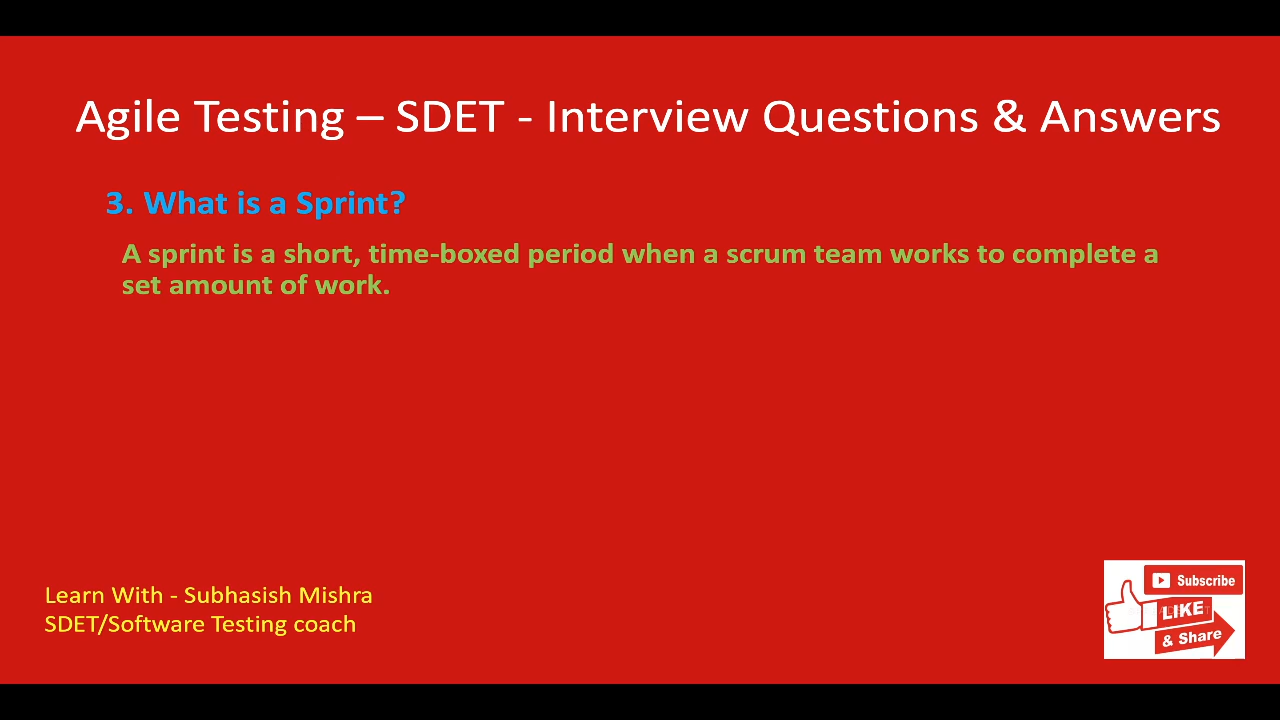 Agile Testing – SDET - Interview Questions & Answers
3. What is a Sprint?
A sprint is a short, time-boxed period when a scrum team works to complete a
set amount of work.
Learn With - Subhasish Mishra
SDET/Software Testing coach
Subscribe
LIKE
& Share